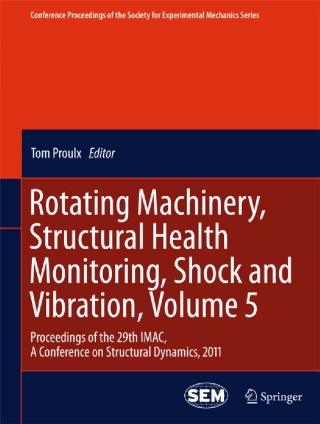 Conference Proceedings of the Society for Experimental Mechanics Series
Tom Proulx Editor
Rotating Machinery,
Structural Health
Monitoring, Shock and
Vibration, Volume 5
Proceedings of the 29th IMAC,
A Conference on Structural Dynamics, 2011
SEM
Springer